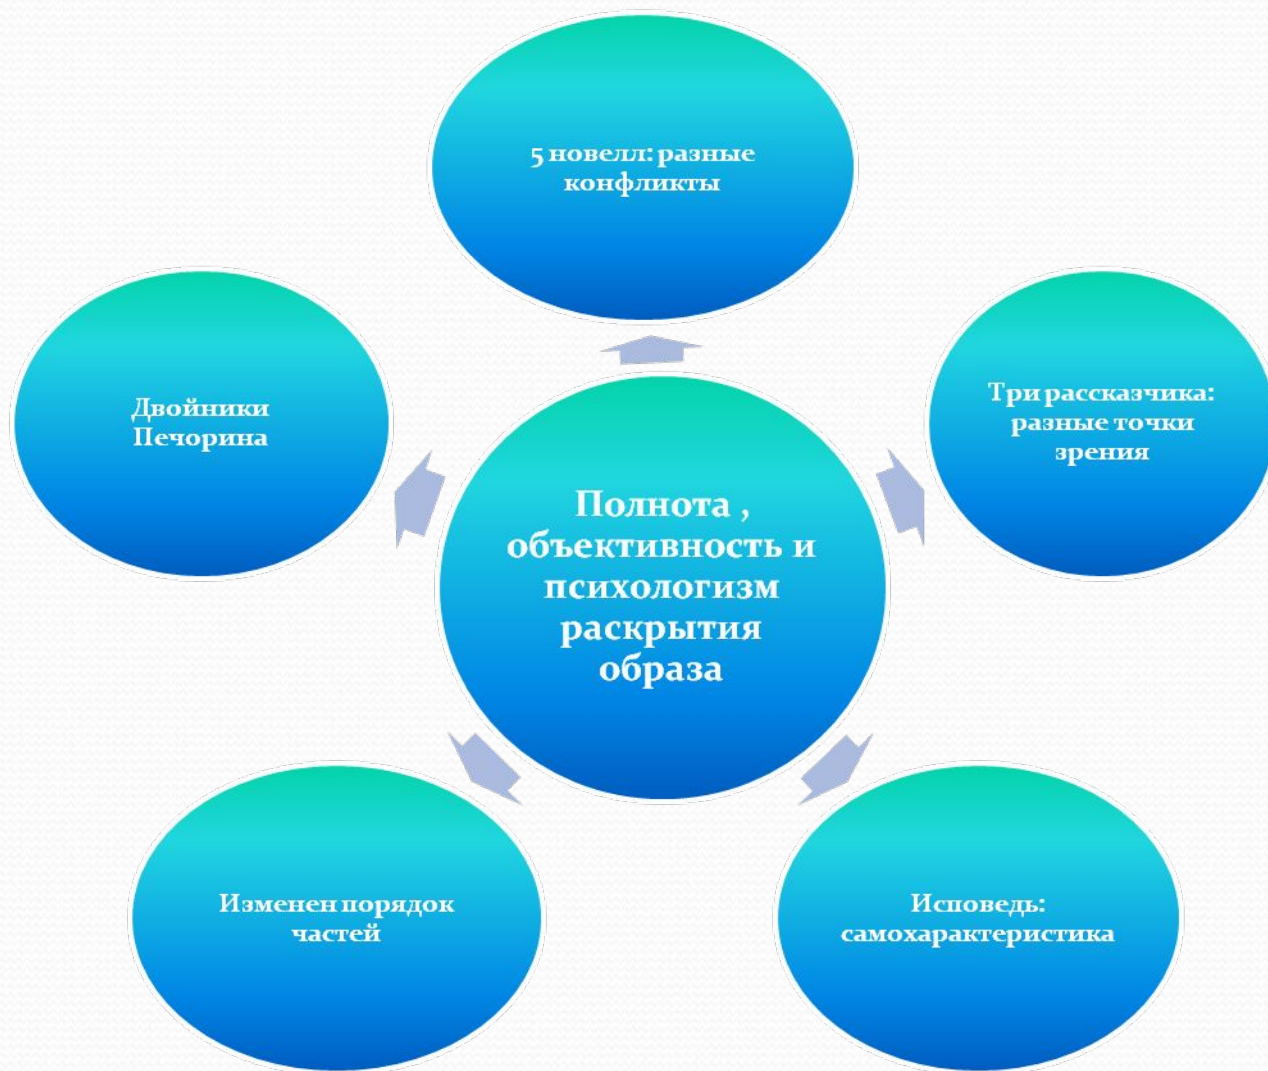 5 новелл: разные
конфликты
Двойники
Печорина
Три рассказчика:
разные точки
зрения
Полнота ,
объективность и
психологизм
раскрытия
образа
Изменен порядок
частей
Исповедь:
самохарактеристика